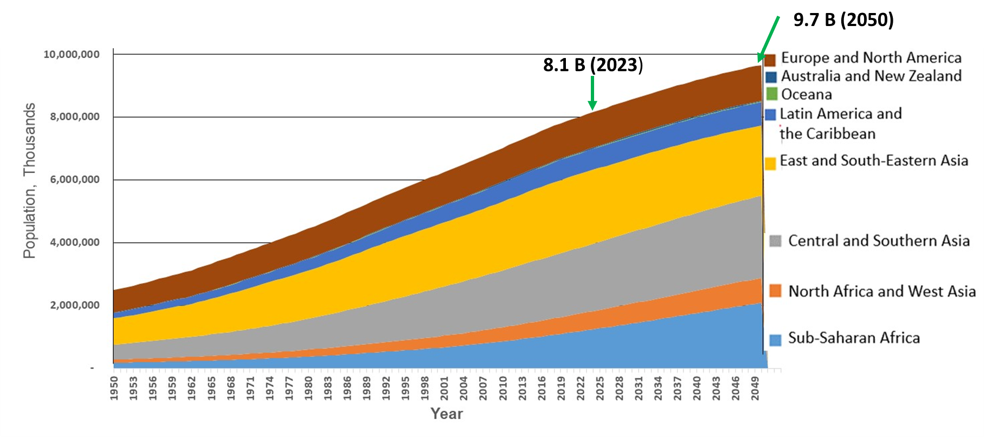 9.7 B (2050)
8.1 B (2023)
10,000,000
8,000,000
6,000,000
4,000,000
2,000,000
-
Population, Thousands
Europe and North America
Australia and New Zealand
Oceana
Latin America and
the Caribbean
East and South-Eastern Asia
Central and Southern Asia
North Africa and West Asia
Sub-Saharan Africa
1950 1953 1956 1959 1962 1965 1968 1971 1974 1977 1980 1983 1986 1989 1992 1995 1998 2001 2004 2007 2010 2013 2016 2019 2022 2025 2028 2031 2034 2037 2040 2043 2046 2049
Year